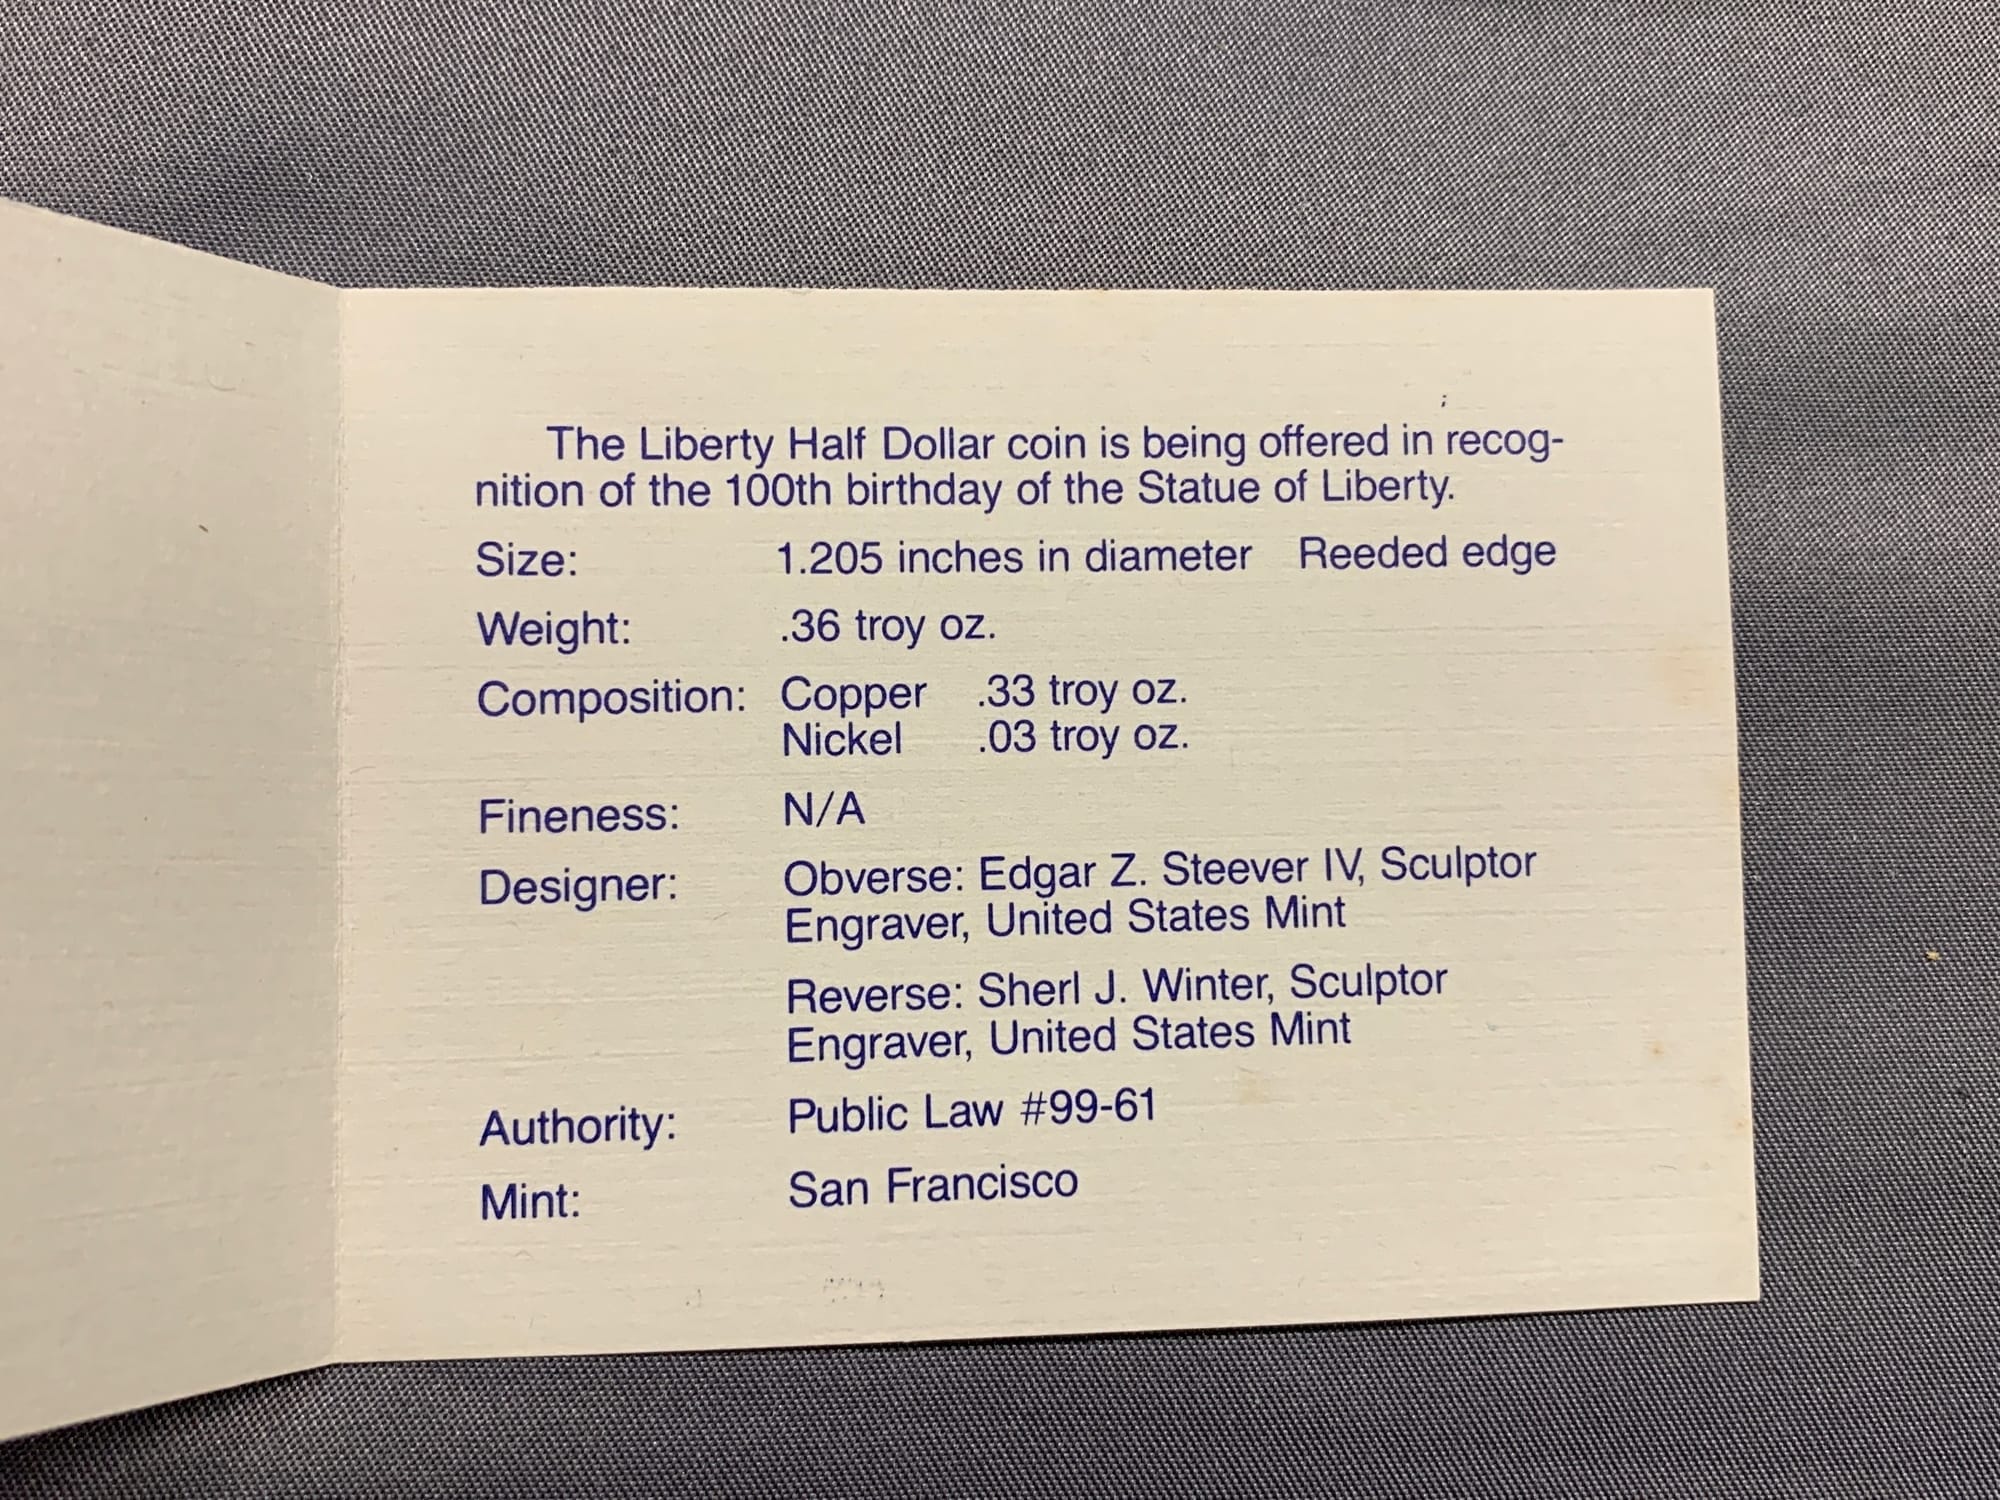 The Liberty Half Dollar coin is being offered in recog-
nition of the 100th birthday of the Statue of Liberty.
Size: 1.205 inches in diameter Reeded edge
Weight: .36 troy oz.
Composition: Copper .33 troy oz.
Nickel .03 troy oz.
Fineness: N/A
Designer: Obverse: Edgar Z. Steever IV, Sculptor
Engraver, United States Mint
Reverse: Sherl J. Winter, Sculptor
Engraver, United States Mint
Authority: Public Law #99-61
Mint: San Francisco